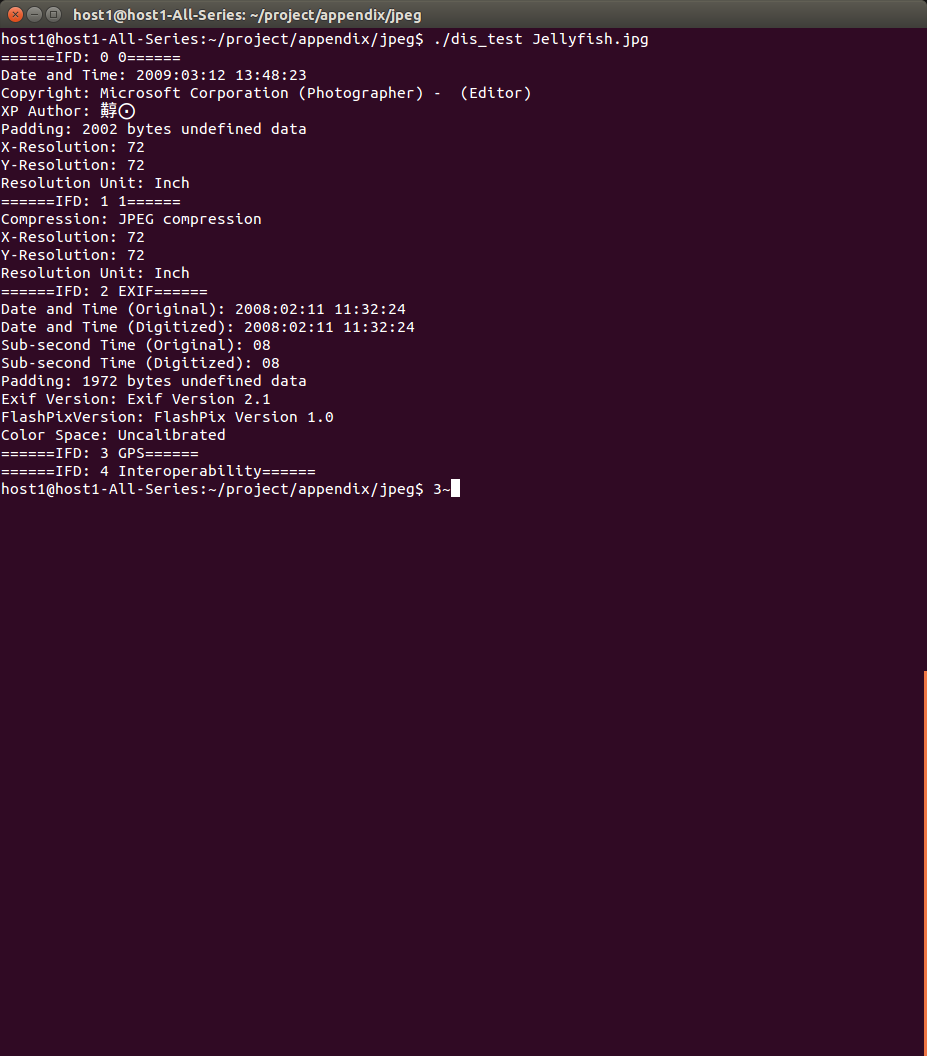 host1@host1-All-Series: ~/project/appendix/jpeg
host1@host1-All-Series:~/project/appendix/jpeg$ ./dis_test Jellyfish.jpg
======IFD: 0 0======
Date and Time: 2009:03:12 13:48:23
Copyright: Microsoft Corporation (Photographer) -  (Editor)
XP Author:
Padding: 2002 bytes undefined data
X-Resolution: 72
Y-Resolution: 72
Resolution Unit: Inch
======IFD: 1 1======
Compression: JPEG compression
X-Resolution: 72
Y-Resolution: 72
Resolution Unit: Inch
======IFD: 2 EXIF======
Date and Time (Original): 2008:02:11 11:32:24
Date and Time (Digitized): 2008:02:11 11:32:24
Sub-second Time (Original): 08
Sub-second Time (Digitized): 08
Padding: 1972 bytes undefined data
Exif Version: Exif Version 2.1
FlashPixVersion: FlashPix Version 1.0
Color Space: Uncalibrated
======IFD: 3 GPS======
======IFD: 4 Interoperability======
host1@host1-All-Series:~/project/appendix/jpeg$ 3~